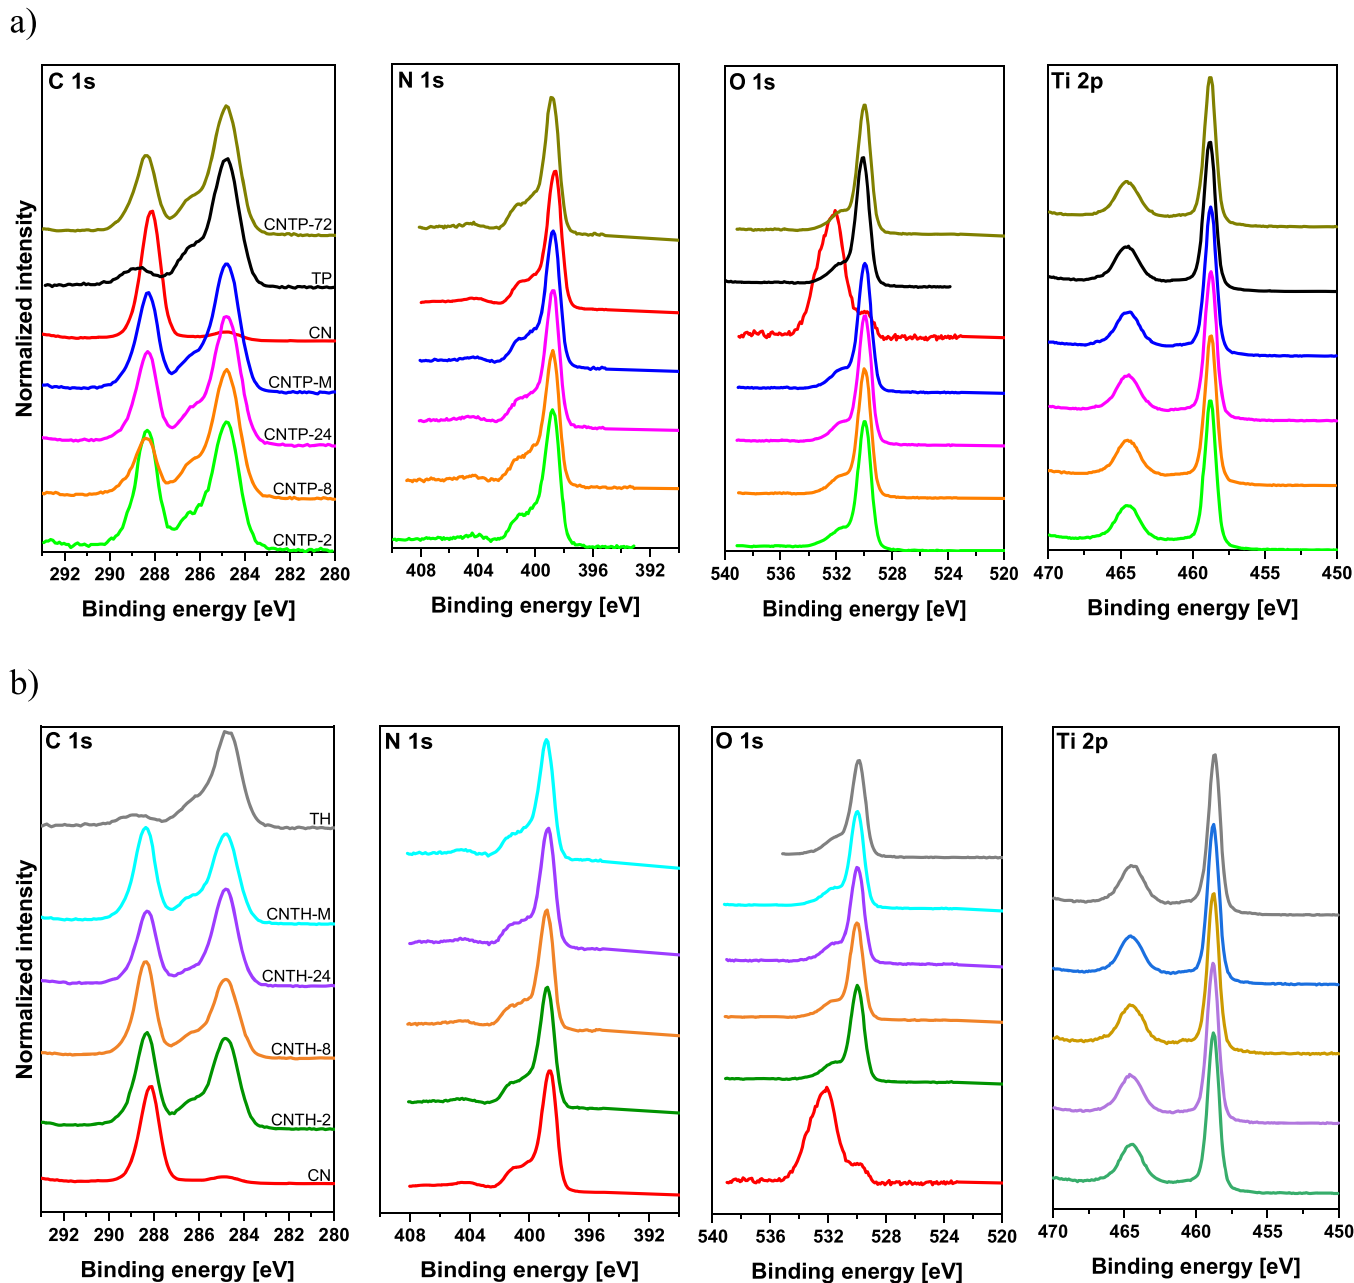 a)
C 1s
N 1s
O 1s
Ti 2p
Normalized intensity
CNTP-72
TP
CN
CNTP-M
CNTP-24
CNTP-8
CNTP-2
292 290 288 286 284 282 280
408 404 400 396 392
540 536 532 528 524 520
470 465 460 455 450
Binding energy [eV]
Binding energy [eV]
Binding energy [eV]
Binding energy [eV]
b)
C 1s
N 1s
O 1s
Ti 2p
Normalized intensity
TH
CNTH-M
CNTH-24
CNTH-8
CNTH-2
CN
292 290 288 286 284 282 280
408 404 400 396 392
540 536 532 528 524 520
470 465 460 455 450
Binding energy [eV]
Binding energy [eV]
Binding energy [eV]
Binding energy [eV]